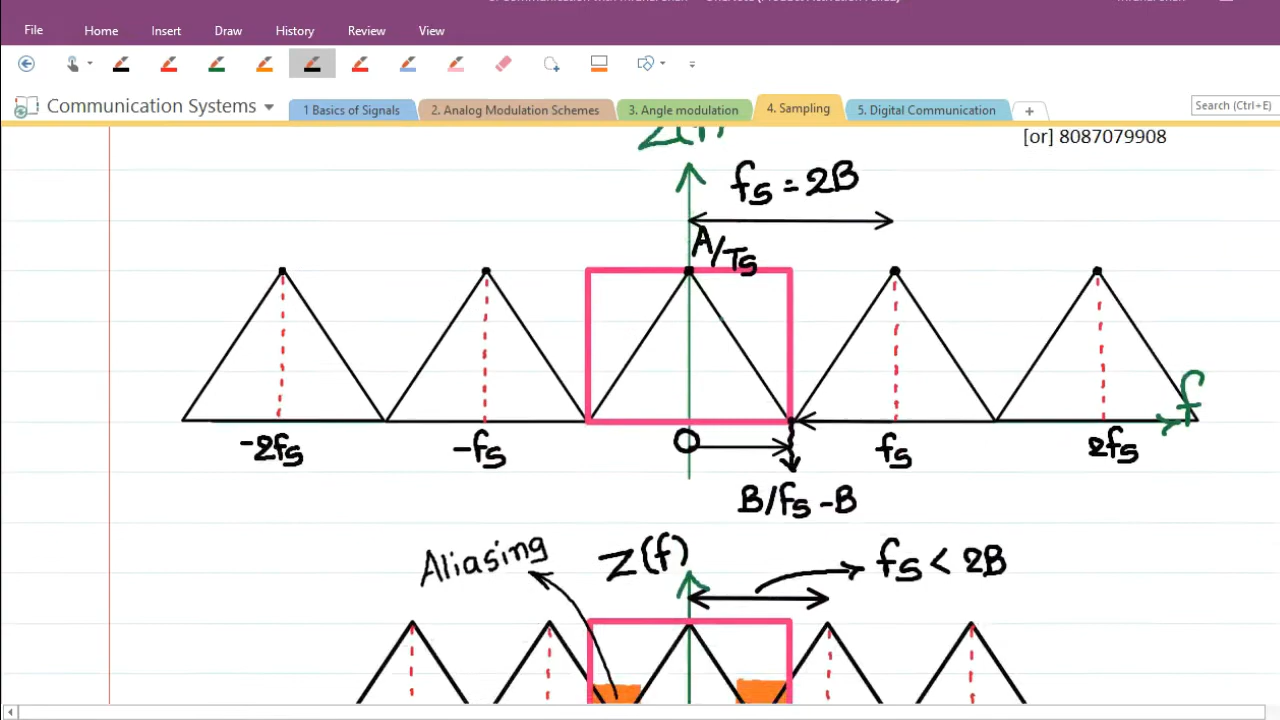 File Home Insert Draw History Review View
Communication Systems 1 Basics of Signals 2. Analog Modulation Schemes 3. Angle modulation 4. Sampling 5. Digital Communication + Search (Ctrl+E)
[or] 8087079908
fs = 2B
A/Ts
f
-2fs -fs 0 fs 2fs
B/fs -B
Aliasing Z(f) fs < 2B